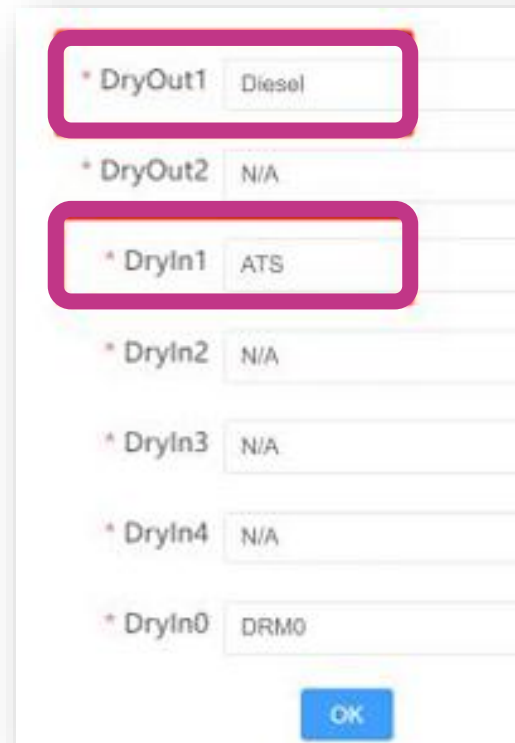 * DryOut1 Diesel
* DryOut2 N/A
* DryIn1 ATS
* DryIn2 N/A
* DryIn3 N/A
* DryIn4 N/A
* DryIn0 DRM0
OK